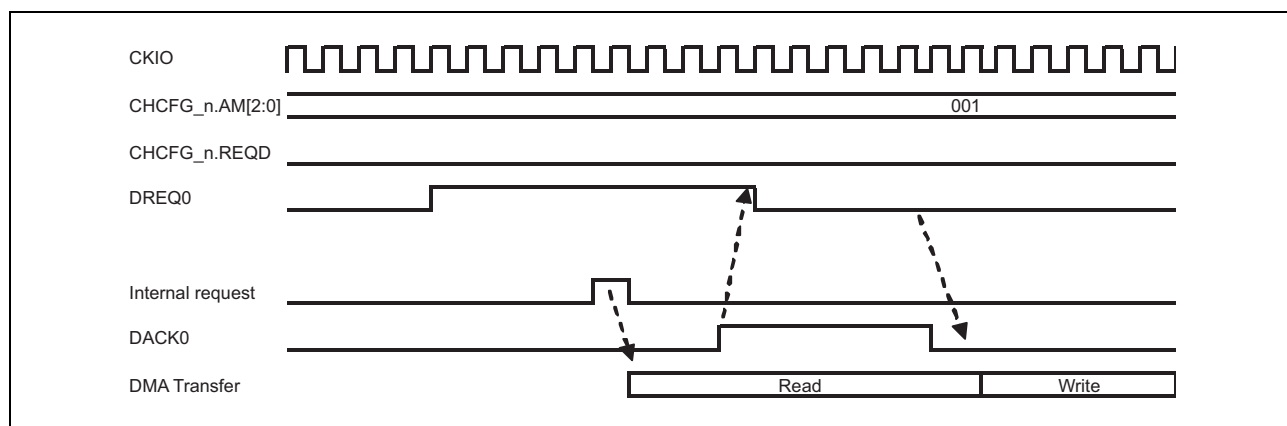 CKIO
CHCFG_n.AM[2:0] 001
CHCFG_n.REQD
DREQ0
Internal request
DACK0
DMA Transfer Read Write